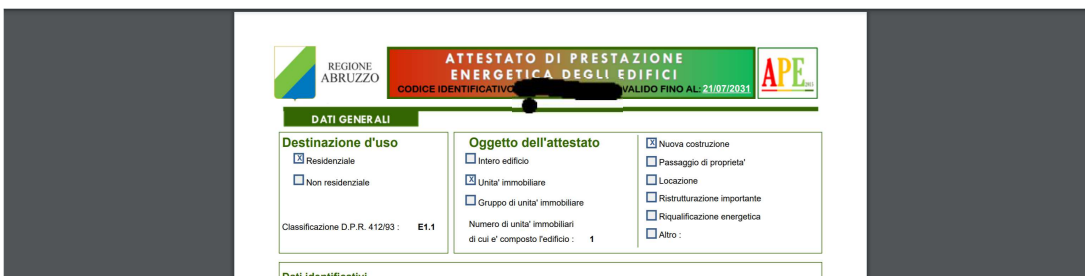 REGIONE
ABRUZZO
ATTESTATO DI PRESTAZIONE
ENERGETICA DEGLI EDIFICI
CODICE IDENTIFICATIVO VALIDO FINO AL: 21/07/2031
APE
DATI GENERALI
Destinazione d'uso
X Residenziale
Non residenziale
Classificazione D.P.R. 412/93 : E1.1
Oggetto dell'attestato
Intero edificio
X Unita' immobiliare
Gruppo di unita' immobiliare
Numero di unita' immobiliari
di cui e' composto l'edificio : 1
X Nuova costruzione
Passaggio di proprieta'
Locazione
Ristrutturazione importante
Riqualificazione energetica
Altro :
Dati identificativi